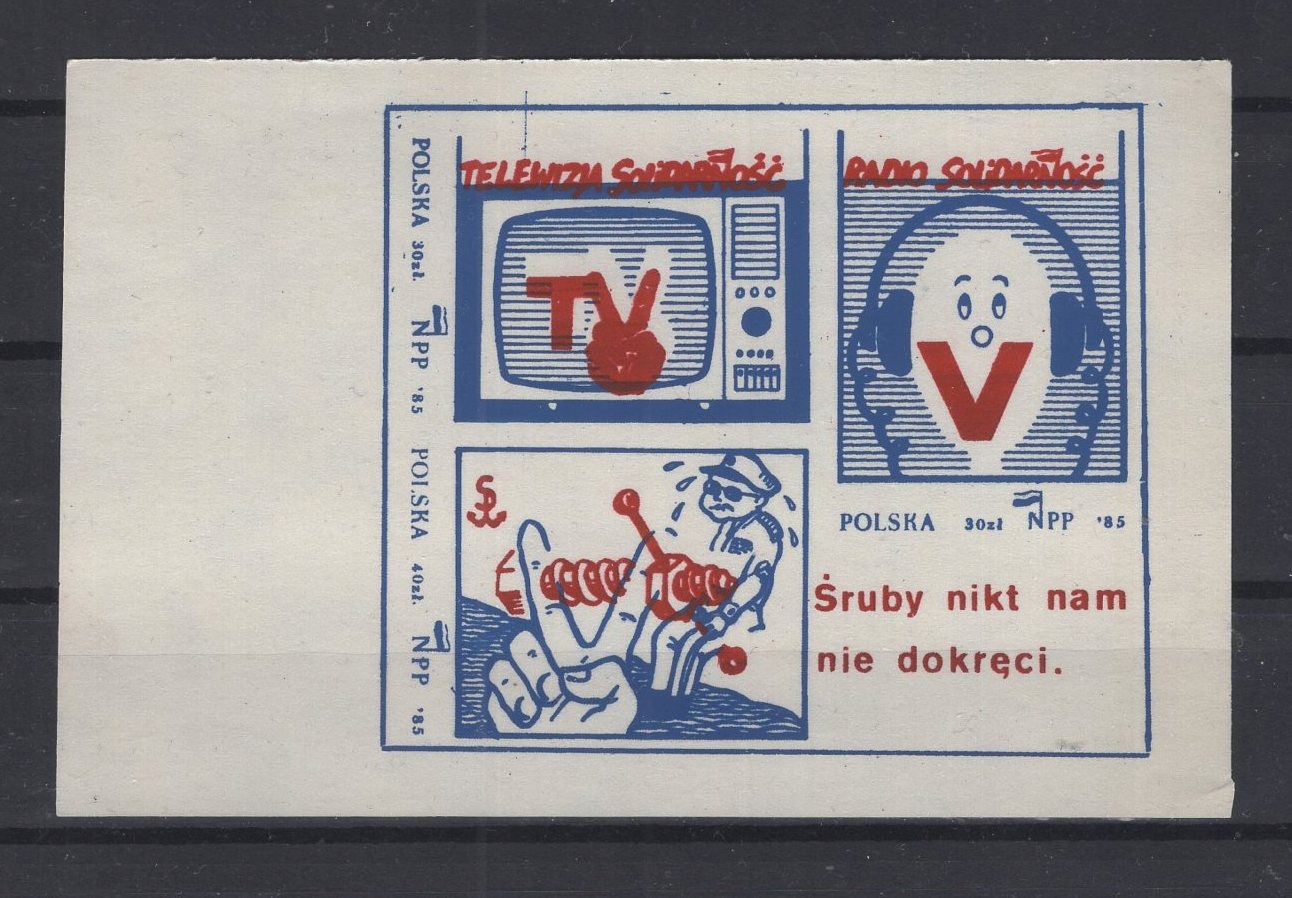 TELEWIZJA SOLIDARNOŚĆ
TV
RADIO SOLIDARNOŚĆ
V
POLSKA 30zł. NPP '85
POLSKA 40zł. NPP '85
POLSKA 30zł NPP '85
Śruby nikt nam
nie dokręci.